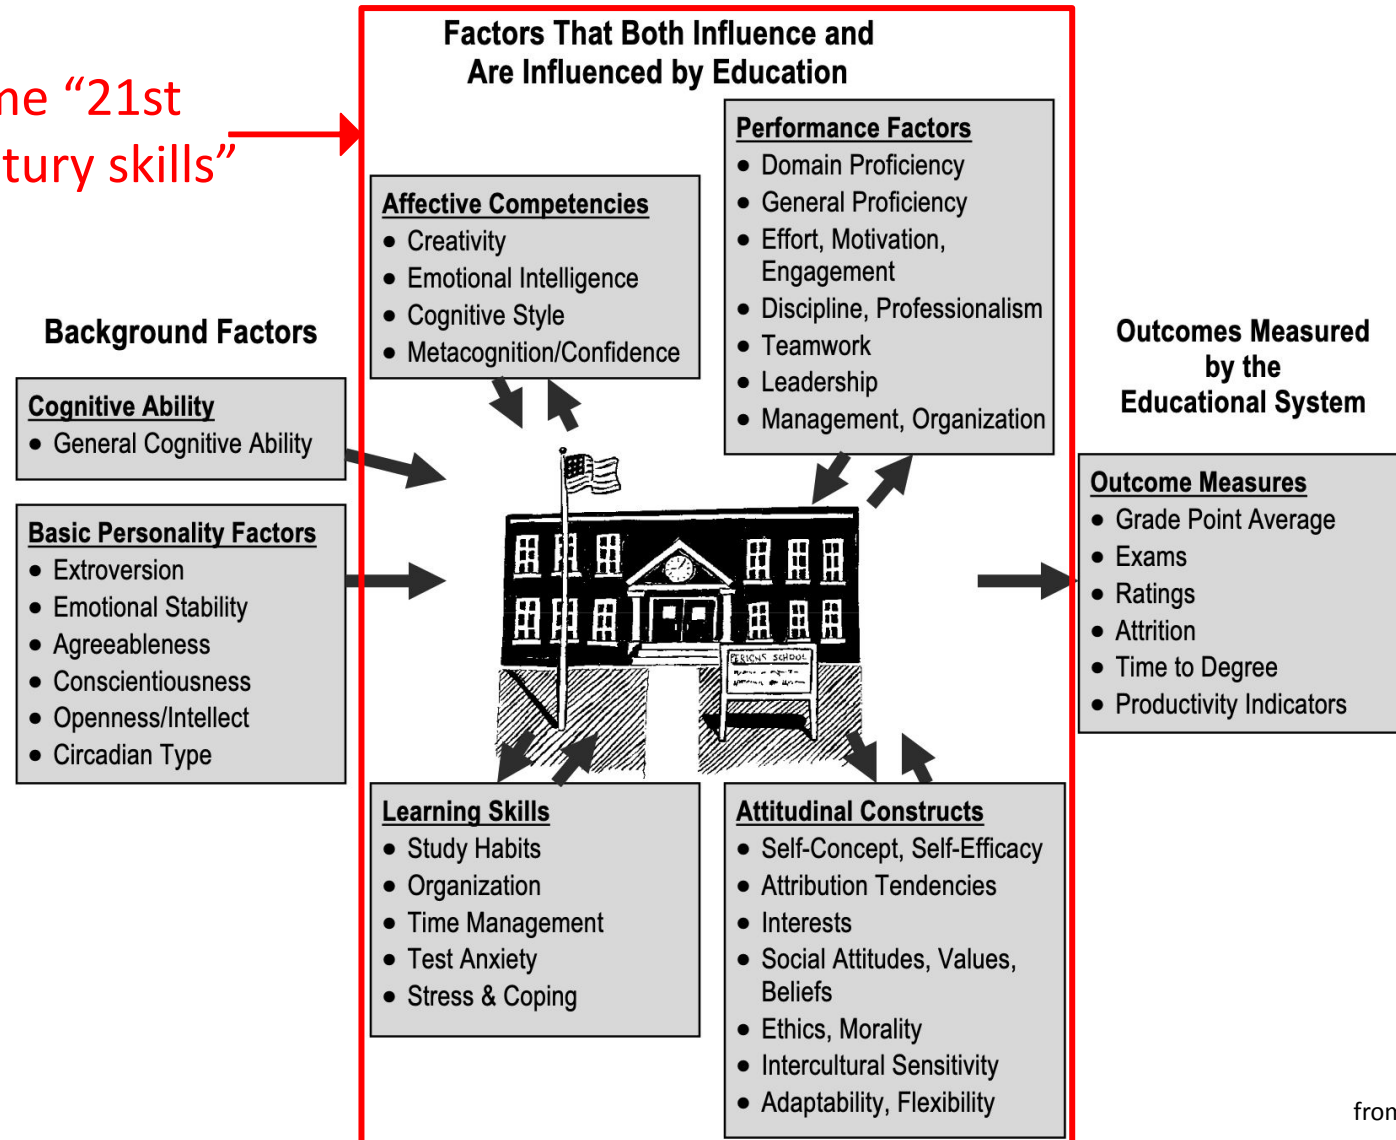 Factors That Both Influence and
Are Influenced by Education
me “21st
tury skills”
Performance Factors
● Domain Proficiency
● General Proficiency
● Effort, Motivation,
Engagement
● Discipline, Professionalism
● Teamwork
● Leadership
● Management, Organization
Affective Competencies
● Creativity
● Emotional Intelligence
● Cognitive Style
● Metacognition/Confidence
Background Factors
Cognitive Ability
● General Cognitive Ability
Basic Personality Factors
● Extroversion
● Emotional Stability
● Agreeableness
● Conscientiousness
● Openness/Intellect
● Circadian Type
Outcomes Measured
by the
Educational System
Outcome Measures
● Grade Point Average
● Exams
● Ratings
● Attrition
● Time to Degree
● Productivity Indicators
SCHOOL
Learning Skills
● Study Habits
● Organization
● Time Management
● Test Anxiety
● Stress & Coping
Attitudinal Constructs
● Self-Concept, Self-Efficacy
● Attribution Tendencies
● Interests
● Social Attitudes, Values,
Beliefs
● Ethics, Morality
● Intercultural Sensitivity
● Adaptability, Flexibility
from